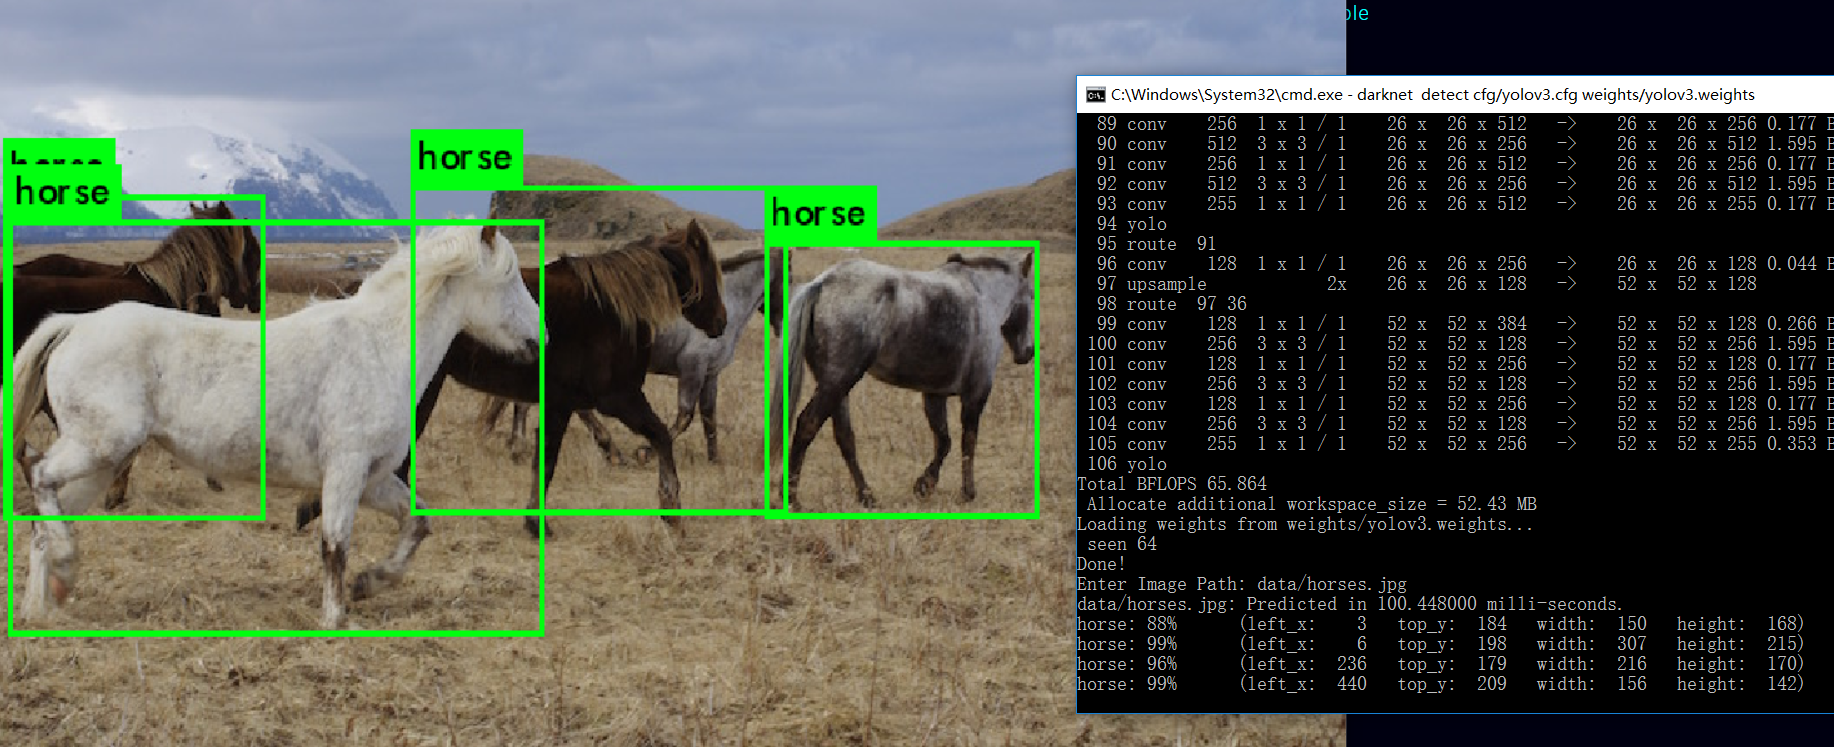 ple
horse
horse
horse
horse
C:\Windows\System32\cmd.exe - darknet  detect cfg/yolov3.cfg weights/yolov3.weights
89 conv 256 1 x 1 / 1 26 x 26 x 512 -> 26 x 26 x 256 0.177 B
90 conv 512 3 x 3 / 1 26 x 26 x 256 -> 26 x 26 x 512 1.595 B
91 conv 256 1 x 1 / 1 26 x 26 x 512 -> 26 x 26 x 256 0.177 B
92 conv 512 3 x 3 / 1 26 x 26 x 256 -> 26 x 26 x 512 1.595 B
93 conv 255 1 x 1 / 1 26 x 26 x 512 -> 26 x 26 x 255 0.177 B
94 yolo
95 route 91
96 conv 128 1 x 1 / 1 26 x 26 x 256 -> 26 x 26 x 128 0.044 B
97 upsample 2x 26 x 26 x 128 -> 52 x 52 x 128
98 route 97 36
99 conv 128 1 x 1 / 1 52 x 52 x 384 -> 52 x 52 x 128 0.266 B
100 conv 256 3 x 3 / 1 52 x 52 x 128 -> 52 x 52 x 256 1.595 B
101 conv 128 1 x 1 / 1 52 x 52 x 256 -> 52 x 52 x 128 0.177 B
102 conv 256 3 x 3 / 1 52 x 52 x 128 -> 52 x 52 x 256 1.595 B
103 conv 128 1 x 1 / 1 52 x 52 x 256 -> 52 x 52 x 128 0.177 B
104 conv 256 3 x 3 / 1 52 x 52 x 128 -> 52 x 52 x 256 1.595 B
105 conv 255 1 x 1 / 1 52 x 52 x 256 -> 52 x 52 x 255 0.353 B
106 yolo
Total BFLOPS 65.864
Allocate additional workspace_size = 52.43 MB
Loading weights from weights/yolov3.weights...
seen 64
Done!
Enter Image Path: data/horses.jpg
data/horses.jpg: Predicted in 100.448000 milli-seconds.
horse: 88% (left_x: 3 top_y: 184 width: 150 height: 168)
horse: 99% (left_x: 6 top_y: 198 width: 307 height: 215)
horse: 96% (left_x: 236 top_y: 179 width: 216 height: 170)
horse: 99% (left_x: 440 top_y: 209 width: 156 height: 142)